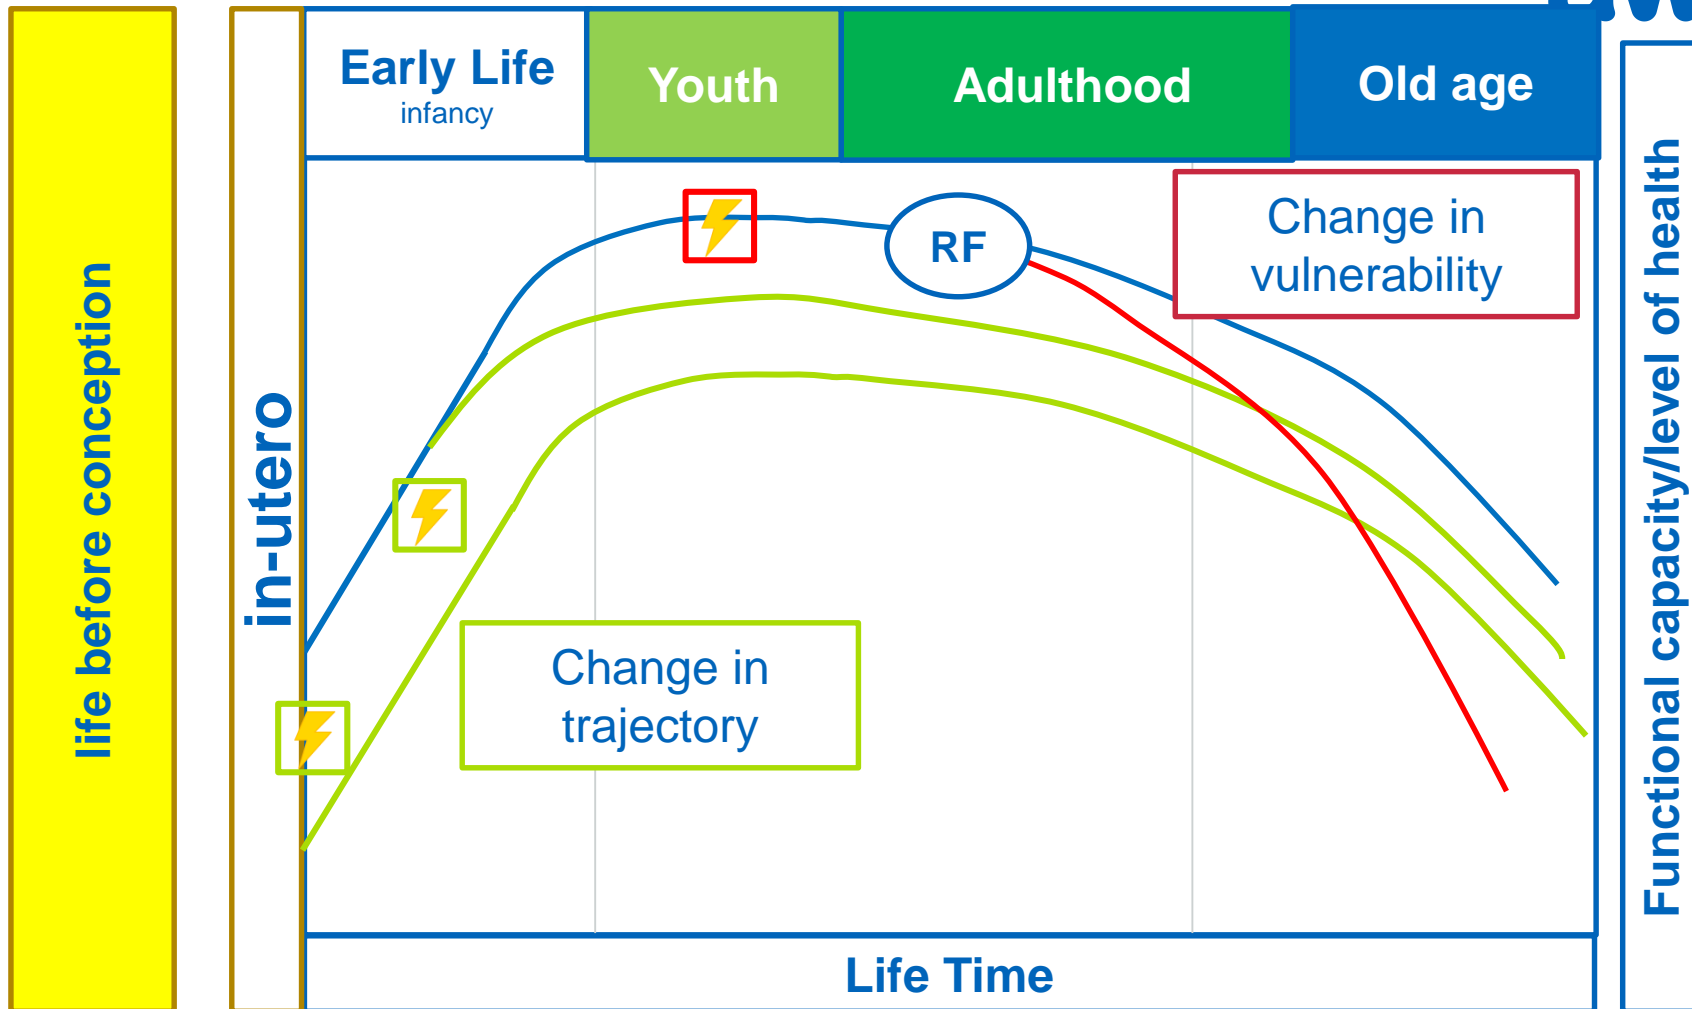 Early Life
infancy
Youth
Adulthood
Old age
life before conception
in-utero
RF
Change in
vulnerability
Change in
trajectory
Functional capacity/level of health
Life Time